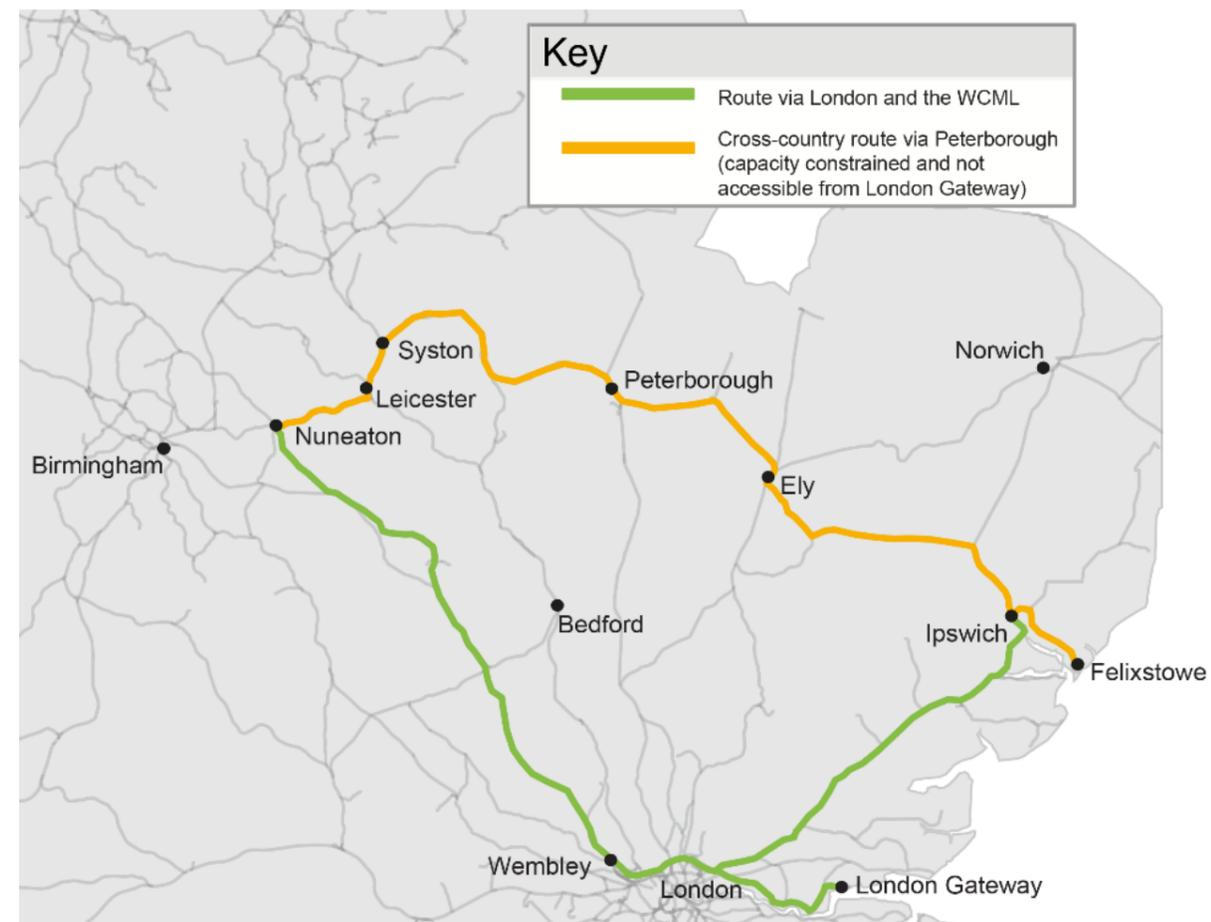 Key
Route via London and the WCML
Cross-country route via Peterborough
(capacity constrained and not
accessible from London Gateway)
Norwich
Syston
Peterborough
Leicester
Nuneaton
Birmingham
Ely
Bedford
Ipswich
Felixstowe
Wembley
London
London Gateway